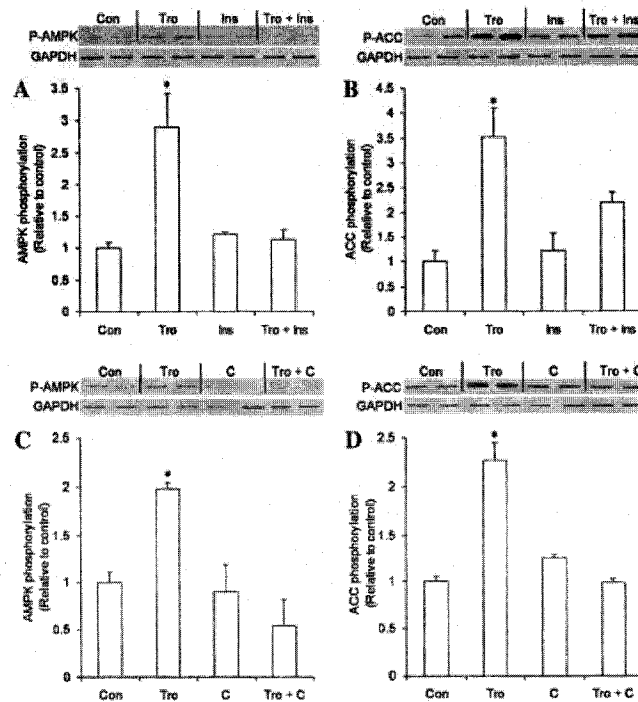 Con Tro Ins Tro + Ins
P-AMPK
GAPDH
A
AMPK phosphorylation
(Relative to control)
3.5
3
2.5
2
1.5
1
0.5
0
*
Con Tro Ins Tro + Ins
Con Tro Ins Tro + Ins
P-ACC
GAPDH
B
ACC phosphorylation
(Relative to control)
4.5
4
3.5
3
2.5
2
1.5
1
0.5
0
*
Con Tro Ins Tro + Ins
Con Tro C Tro + C
P-AMPK
GAPDH
C
AMPK phosphorylation
(Relative to control)
2.5
2
1.5
1
0.5
0
*
Con Tro C Tro + C
Con Tro C Tro + C
P-ACC
GAPDH
D
ACC phosphorylation
(Relative to control)
2.5
2
1.5
1
0.5
0
*
Con Tro C Tro + C